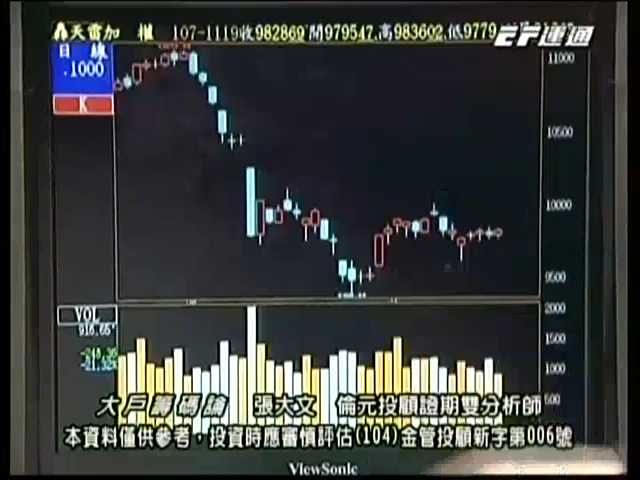 天雷加 權 107-1119收982869開979547,高983602,低9779
EF連通
日 線
.1000
K
11000
10500
10000
9500
VOL
916.65
2000
1500
1000
500
大戶籌碼論 張大文 倫元投顧證期雙分析師
本資料僅供參考，投資時應審慎評估(104)金管投顧新字第006號
ViewSonic